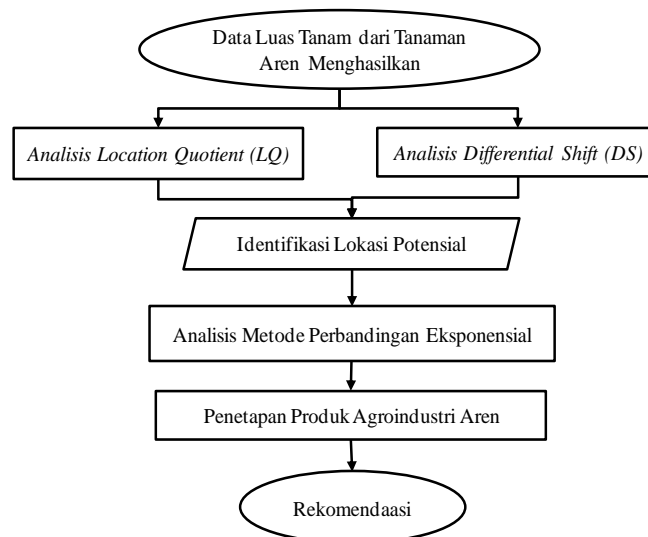 Data Luas Tanam dari Tanaman
Aren Menghasilkan
Analisis Location Quotient (LQ)
Analisis Differential Shift (DS)
Identifikasi Lokasi Potensial
Analisis Metode Perbandingan Eksponensial
Penetapan Produk Agroindustri Aren
Rekomendaasi